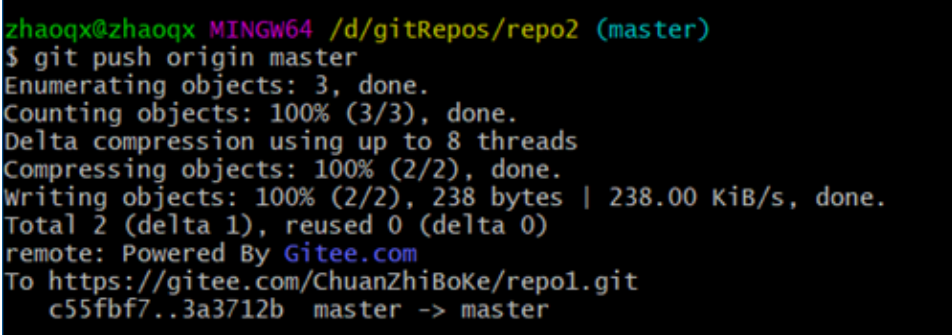 zhaoqx@zhaoqx MINGW64 /d/gitRepos/repo2 (master)
$ git push origin master
Enumerating objects: 3, done.
Counting objects: 100% (3/3), done.
Delta compression using up to 8 threads
Compressing objects: 100% (2/2), done.
Writing objects: 100% (2/2), 238 bytes | 238.00 KiB/s, done.
Total 2 (delta 1), reused 0 (delta 0)
remote: Powered By Gitee.com
To https://gitee.com/ChuanZhiBoKe/repo1.git
   c55fbf7..3a3712b  master -> master